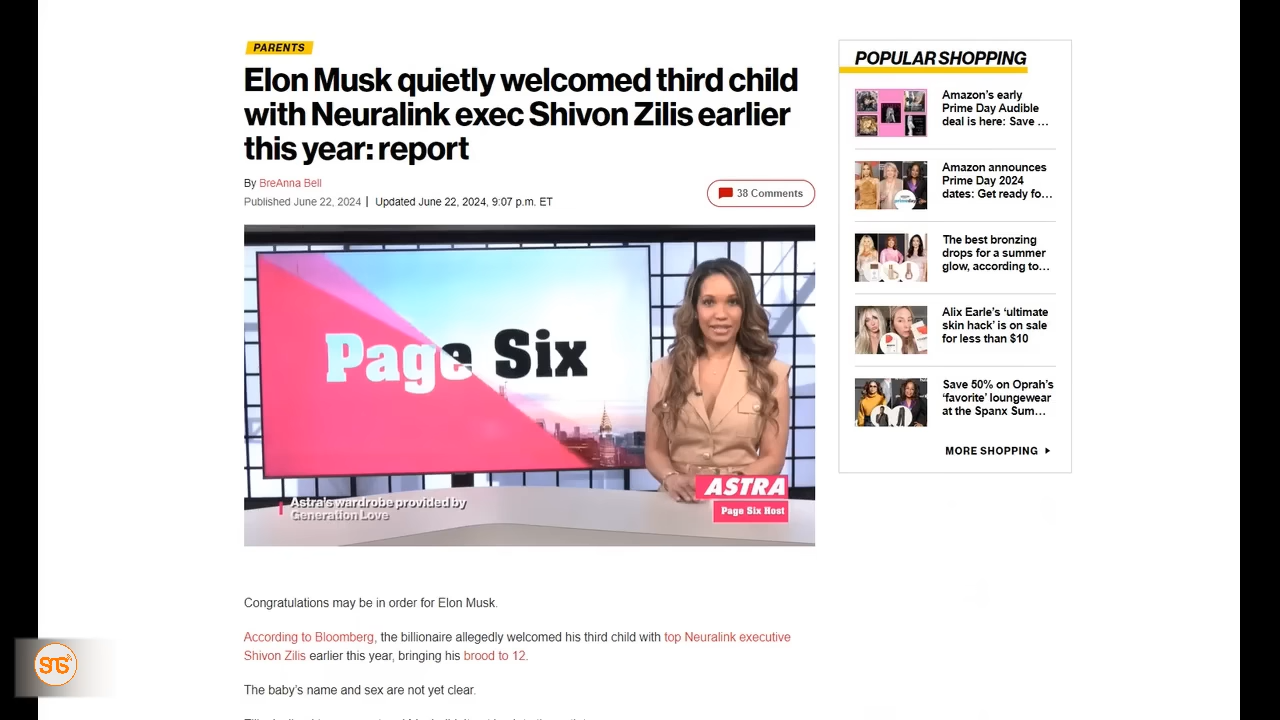 PARENTS
Elon Musk quietly welcomed third child
with Neuralink exec Shivon Zilis earlier
this year: report
By BreAnna Bell
Published June 22, 2024 | Updated June 22, 2024, 9:07 p.m. ET
38 Comments
Page Six
Astra's wardrobe provided by
Generation Love
ASTRA
Page Six Host
Congratulations may be in order for Elon Musk.
According to Bloomberg, the billionaire allegedly welcomed his third child with top Neuralink executive
Shivon Zilis earlier this year, bringing his brood to 12.
The baby's name and sex are not yet clear.
POPULAR SHOPPING
Amazon's early
Prime Day Audible
deal is here: Save ...
Amazon announces
Prime Day 2024
dates: Get ready fo...
The best bronzing
drops for a summer
glow, according to...
Alix Earle's 'ultimate
skin hack' is on sale
for less than $10
Save 50% on Oprah's
'favorite' loungewear
at the Spanx Sum...
MORE SHOPPING